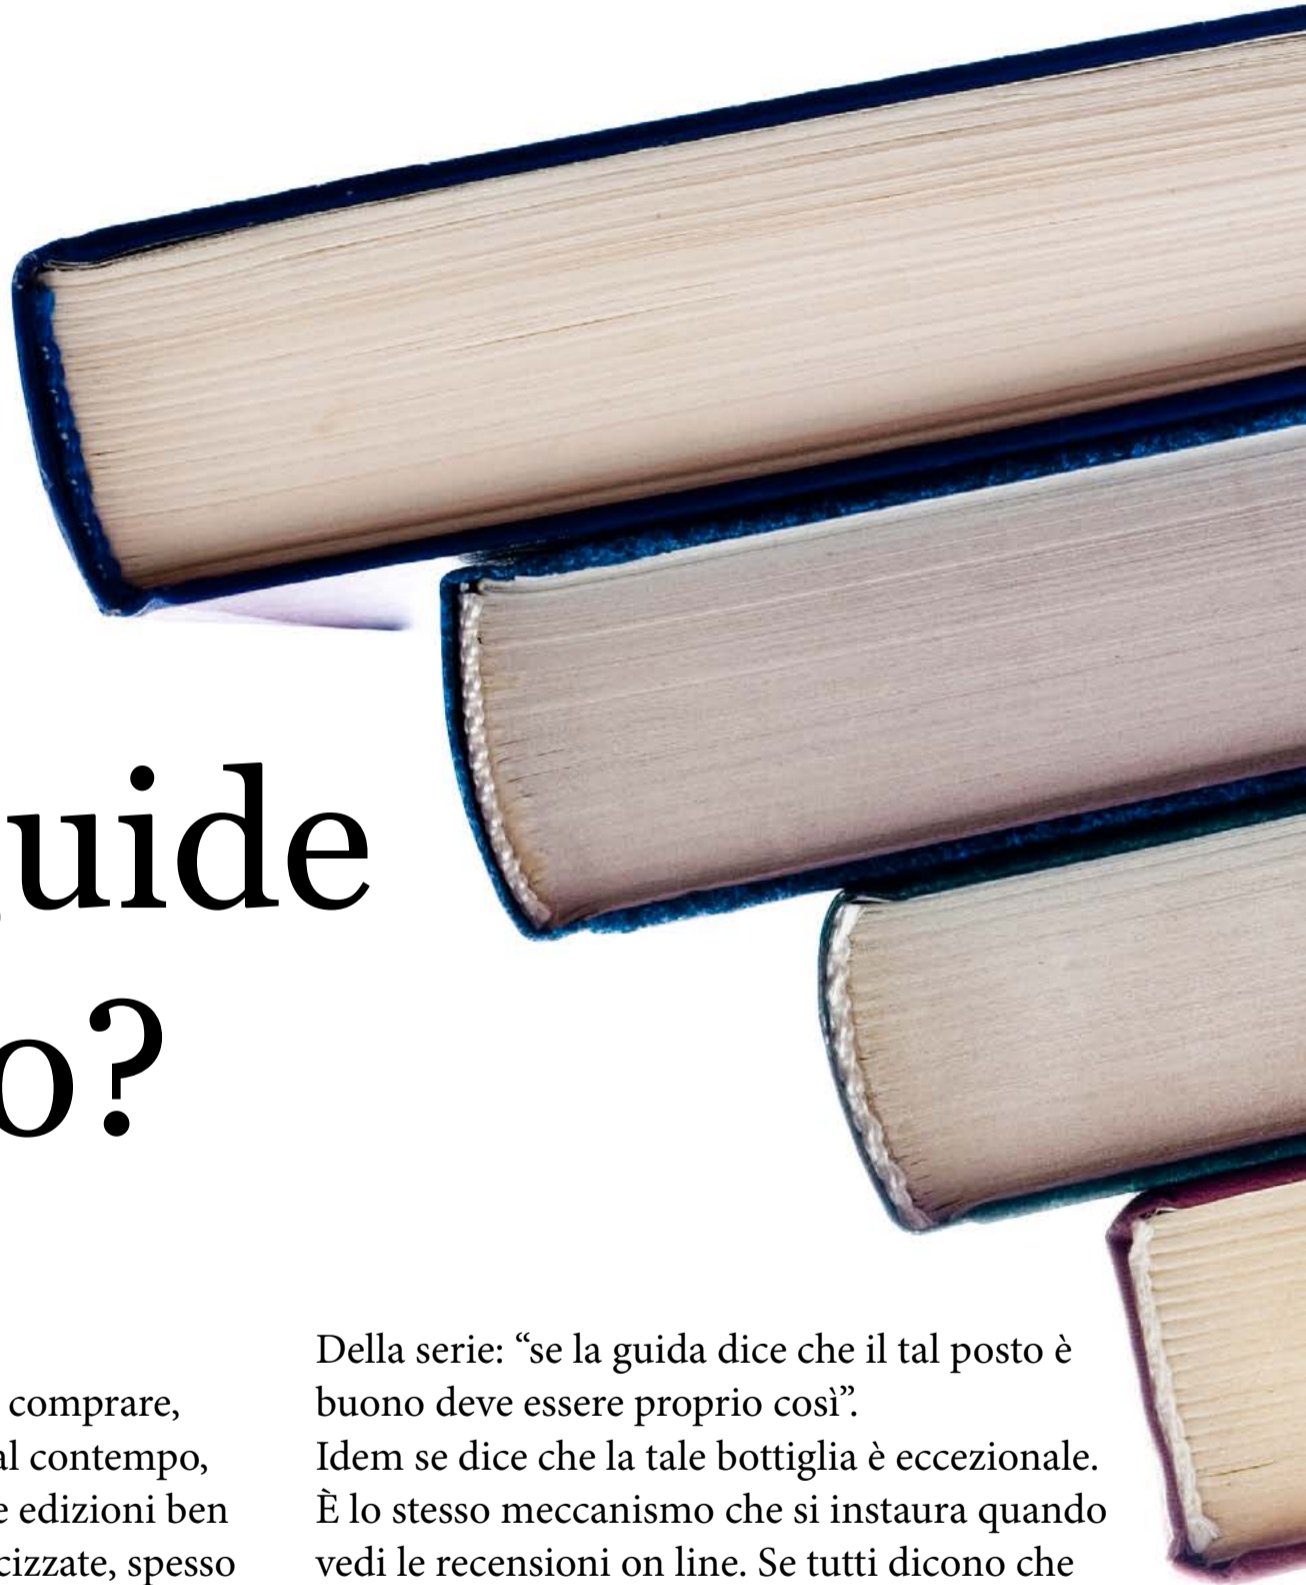 uide
o?
comprare,
al contempo,
e edizioni ben
cizzate, spesso
Della serie: “se la guida dice che il tal posto è
buono deve essere proprio così”.
Idem se dice che la tale bottiglia è eccezionale.
È lo stesso meccanismo che si instaura quando
vedi le recensioni on line. Se tutti dicono che